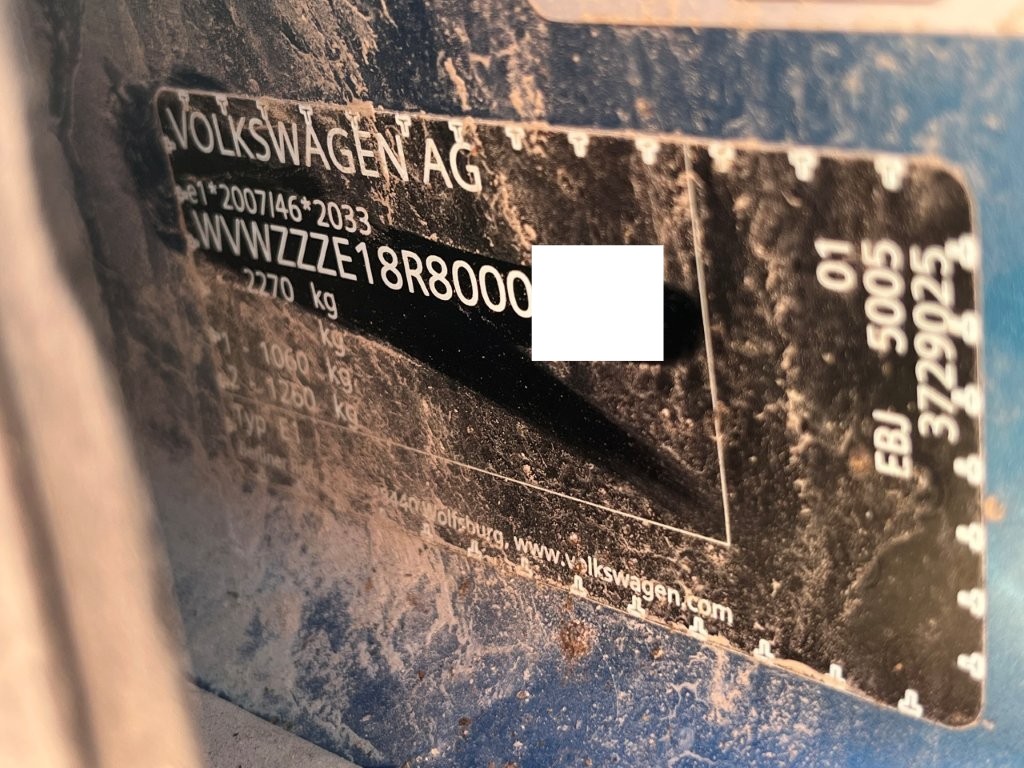 VOLKSWAGEN AG
e1*2007/46*2033
WVWZZZE18R8000
2270 kg
kg
1 - 1060 kg
2 - 1260 kg
Typ E1
Wolfsburg, www.volkswagen.com
01
EBJ 5005
37290025